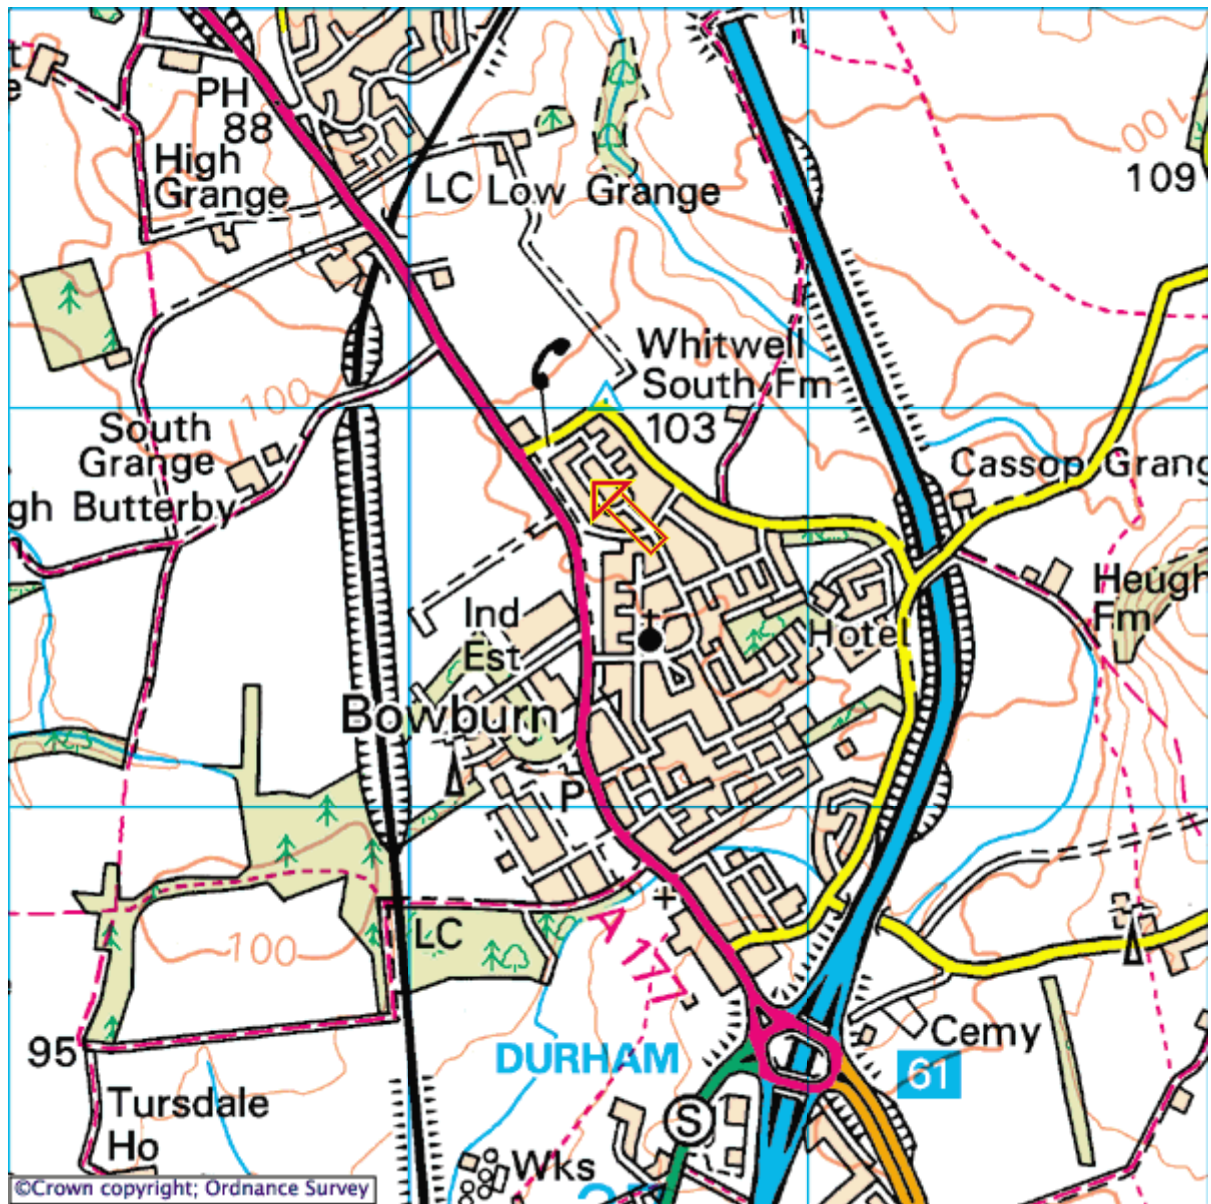 PH
88
High
Grange
LC Low Grange
100
109
Whitwell
South Fm
103
100
South
Grange
gh Butterby
Cassop Grang
Heugh
Fm
Ind
Est
Hotel
Bowburn
P
LC
A 177
100
95
DURHAM
Cemy
61
Tursdale
Ho
S
Wks
©Crown copyright; Ordnance Survey